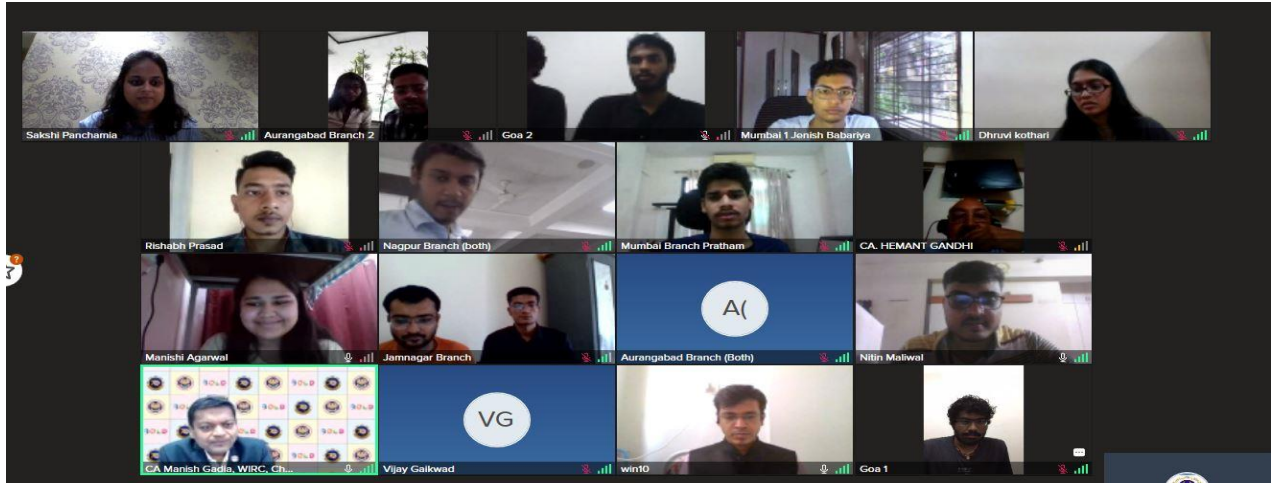 Sakshi Panchamia
Aurangabad Branch 2
Goa 2
Mumbai 1 Jenish Babariya
Dhruvi kothari
Rishabh Prasad
Nagpur Branch (both)
Mumbai Branch Pratham
CA. HEMANT GANDHI
Manishi Agarwal
Jamnagar Branch
A(
Aurangabad Branch (Both)
Nitin Maliwal
CA Manish Gadia, WIRC, Ch...
VG
Vijay Gaikwad
win10
Goa 1
?